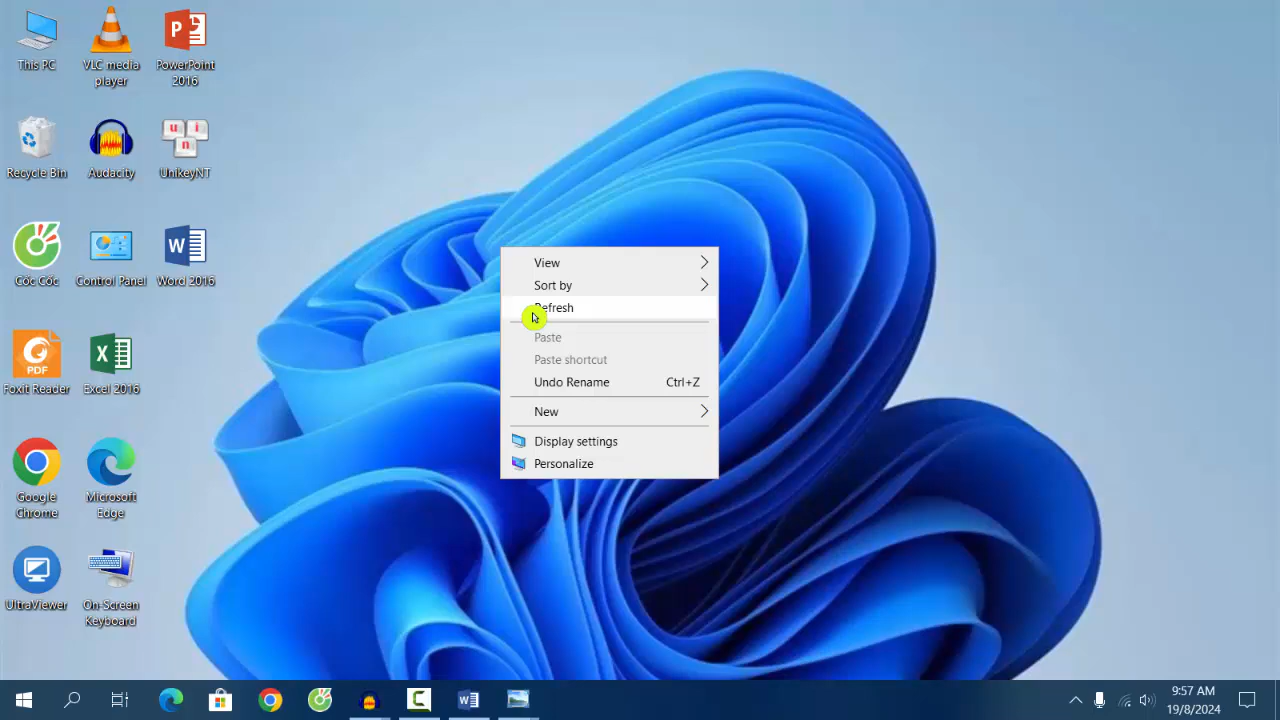 This PC
VLC media
player
PowerPoint
2016
Recycle Bin
Audacity
UnikeyNT
Cốc Cốc
Control Panel
Word 2016
Foxit Reader
Excel 2016
Google
Chrome
Microsoft
Edge
UltraViewer
On-Screen
Keyboard
View
Sort by
Refresh
Paste
Paste shortcut
Undo Rename Ctrl+Z
New
Display settings
Personalize
9:57 AM
19/8/2024